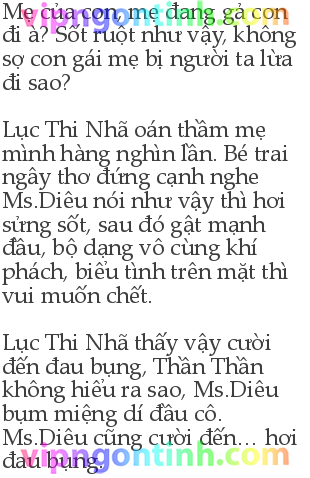 vipngontinh.com
Mẹ của con, mẹ đang gả con
đi à? Sốt ruột như vậy, không
sợ con gái mẹ bị người ta lừa
đi sao?
Lục Thi Nhã oán thầm mẹ
mình hàng nghìn lần. Bé trai
ngây thơ đứng cạnh nghe
Ms.Diêu nói như vậy thì hơi
sửng sốt, sau đó gật mạnh
đầu, bộ dạng vô cùng khí
phách, biểu tình trên mặt thì
vui muốn chết.
Lục Thi Nhã thấy vậy cười
đến đau bụng, Thần Thần
không hiểu ra sao, Ms.Diêu
bụm miệng dí đầu cô.
Ms.Diêu cũng cười đến... hơi
đau bụng.
vipngontinh.com